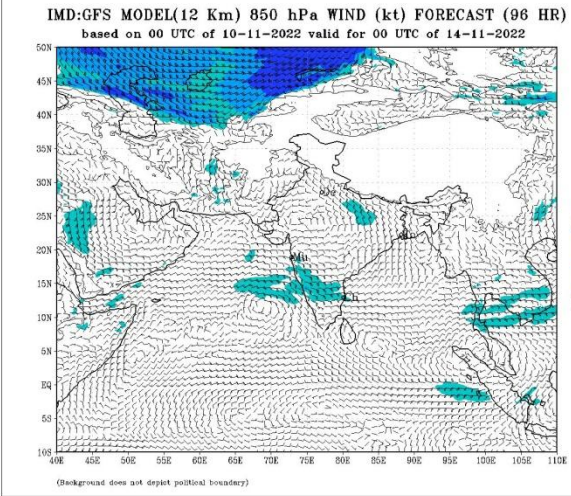 IMD:GFS MODEL(12 Km) 850 hPa WIND (kt) FORECAST (96 HR)
based on 00 UTC of 10-11-2022 valid for 00 UTC of 14-11-2022
50N
45N
40N
35N
30N
25N
20N
15N
10N
5N
EQ
5S
10S
Mu
Ch
40E 45E 50E 55E 60E 65E 70E 75E 80E 85E 90E 95E 100E 105E 110E
(Background does not depict political boundary)